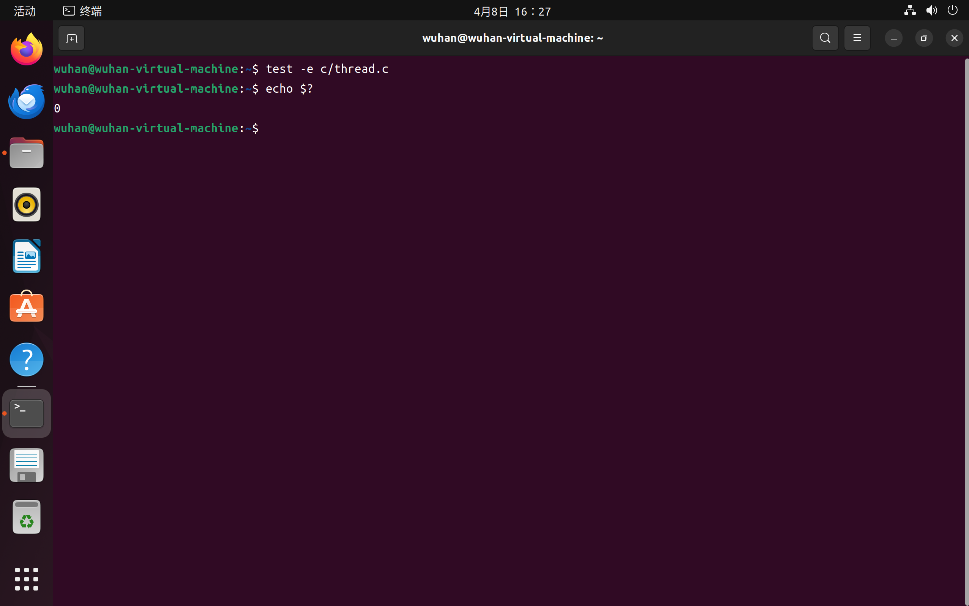 活动 终端 4月8日 16：27
wuhan@wuhan-virtual-machine: ~
wuhan@wuhan-virtual-machine:~$ test -e c/thread.c
wuhan@wuhan-virtual-machine:~$ echo $?
0
wuhan@wuhan-virtual-machine:~$